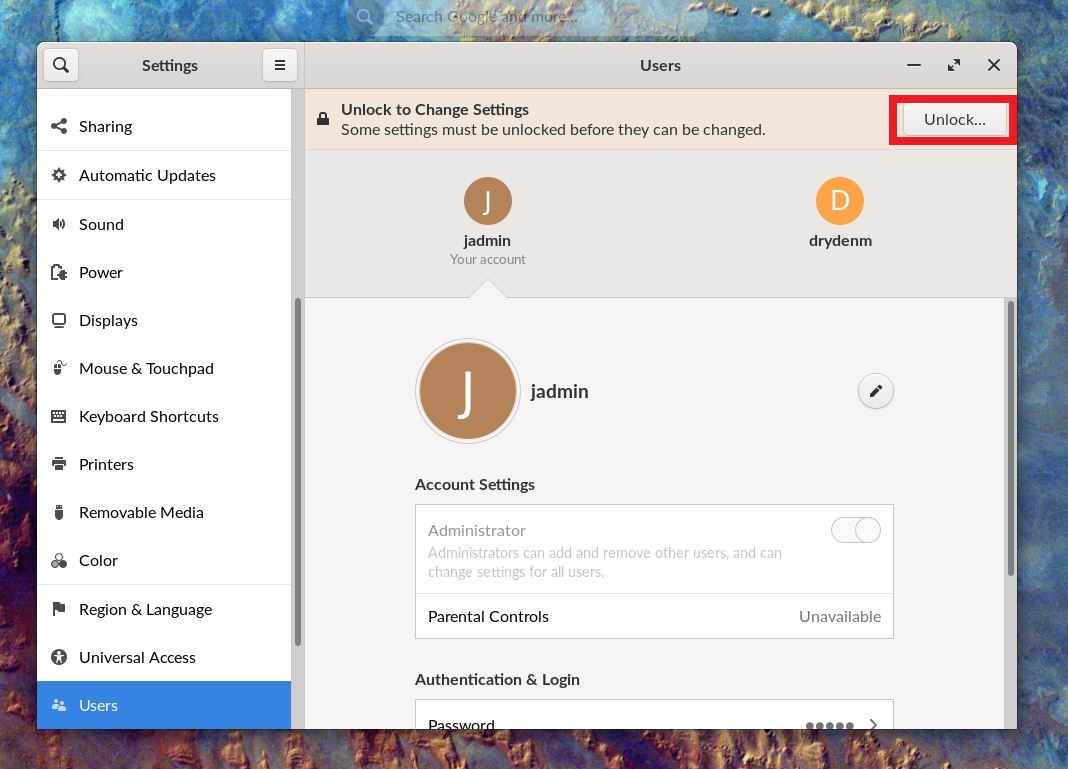 Search Google and more...
Settings
Users
Unlock to Change Settings
Some settings must be unlocked before they can be changed.
Unlock...
Sharing
Automatic Updates
Sound
Power
Displays
Mouse & Touchpad
Keyboard Shortcuts
Printers
Removable Media
Color
Region & Language
Universal Access
Users
J
jadmin
Your account
D
drydenm
J
jadmin
Account Settings
Administrator
Administrators can add and remove other users, and can
change settings for all users.
Parental Controls
Unavailable
Authentication & Login
Password